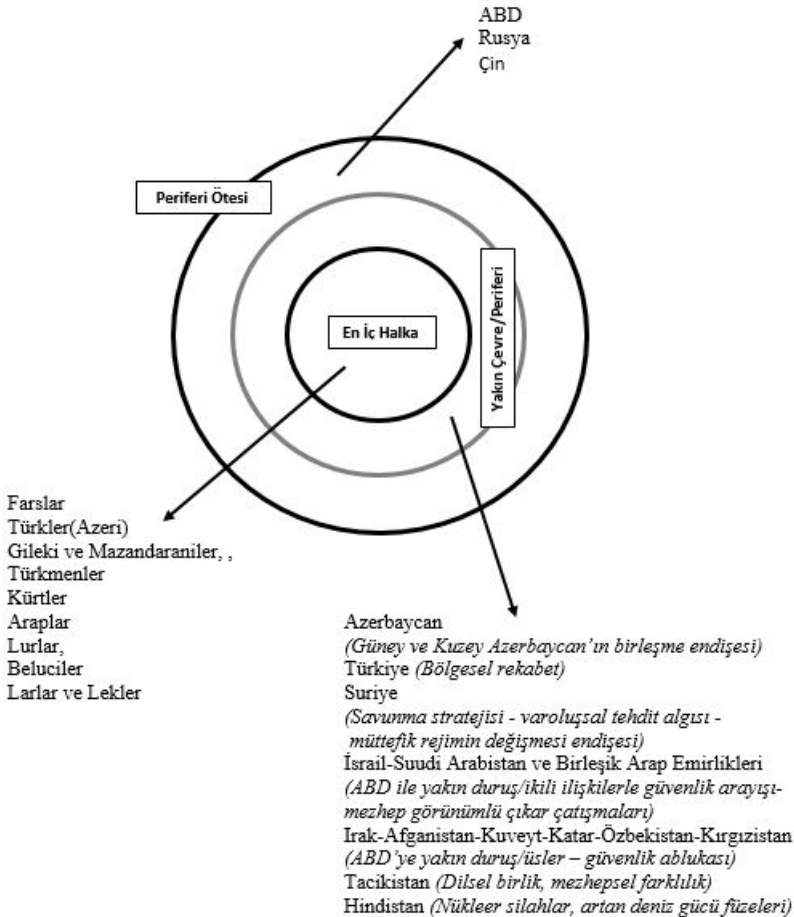 ABD
Rusya
Çin
Periferi Ötesi
En İç Halka
Yakın Çevre/Periferi
Farslar
Türkler(Azeri)
Gileki ve Mazandaraniler, ,
Türkmenler
Kürtler
Araplar
Lurlar,
Beluciler
Larlar ve Lekler
Azerbaycan
(Güney ve Kuzey Azerbaycan’ın birleşme endişesi)
Türkiye (Bölgesel rekabet)
Suriye
(Savunma stratejisi - varoluşsal tehdit algısı -
müttefik rejimin değişmesi endişesi)
İsrail-Suudi Arabistan ve Birleşik Arap Emirlikleri
(ABD ile yakın duruş/ikili ilişkilerle güvenlik arayışı-
mezhep görünümlü çıkar çatışmaları)
Irak-Afganistan-Kuveyt-Katar-Özbekistan-Kırgızistan
(ABD’ye yakın duruş/üsler – güvenlik ablukası)
Tacikistan (Dilsel birlik, mezhepsel farklılık)
Hindistan (Nükleer silahlar, artan deniz gücü füzeleri)